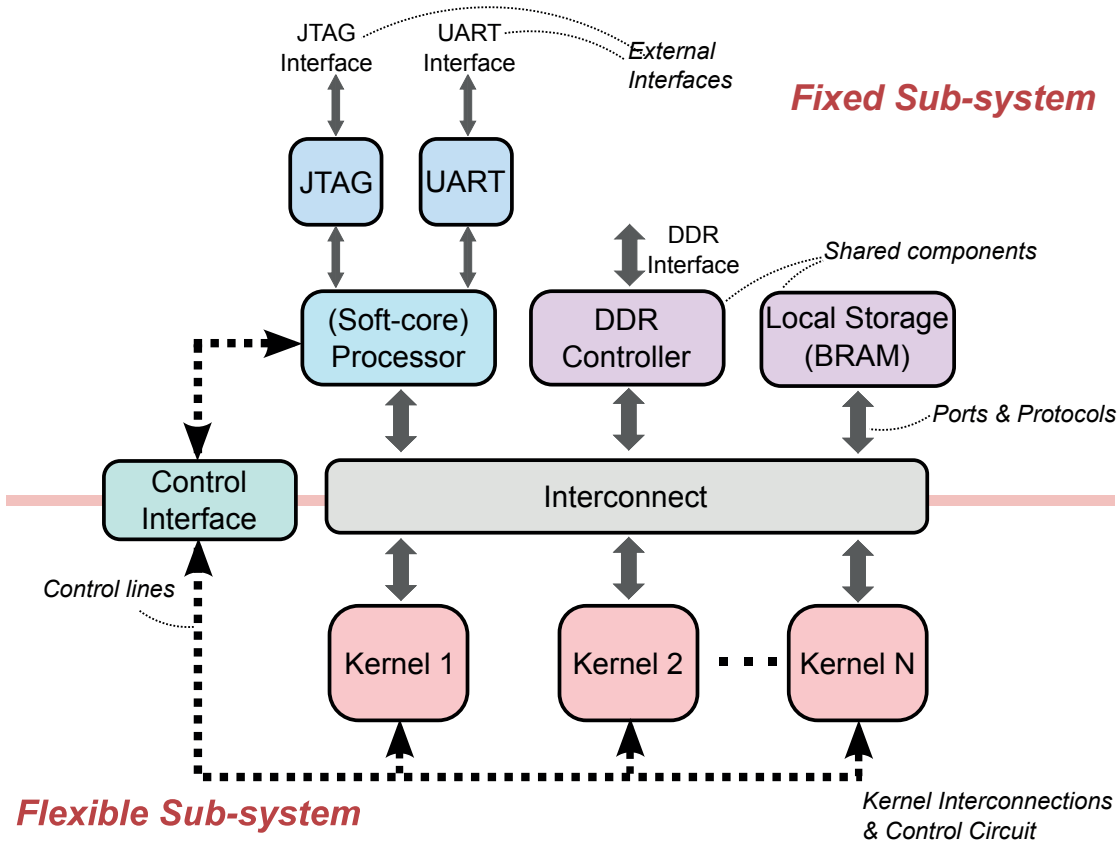 JTAG
Interface
UART
Interface
External
Interfaces
Fixed Sub-system
JTAG
UART
DDR
Interface
Shared components
(Soft-core)
Processor
DDR
Controller
Local Storage
(BRAM)
Ports & Protocols
Control
Interface
Interconnect
Control lines
Kernel 1
Kernel 2
Kernel N
Flexible Sub-system
Kernel Interconnections
& Control Circuit